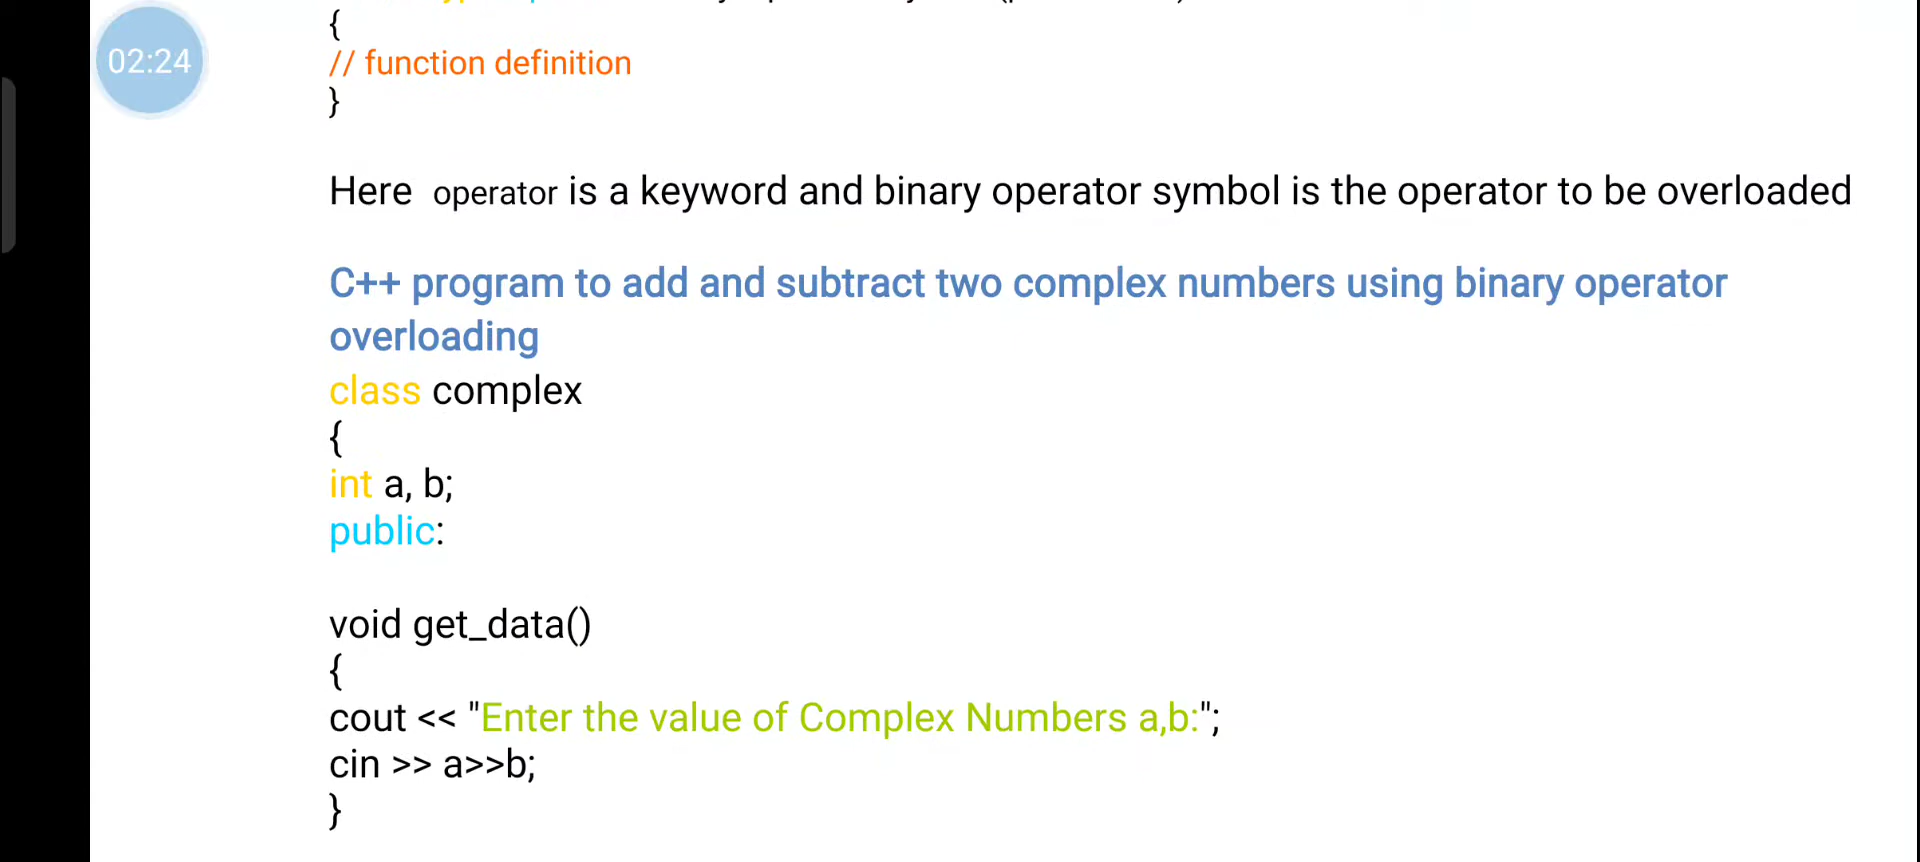 02:24
{
// function definition
}
Here operator is a keyword and binary operator symbol is the operator to be overloaded
C++ program to add and subtract two complex numbers using binary operator
overloading
class complex
{
int a, b;
public:
void get_data()
{
cout << "Enter the value of Complex Numbers a,b:";
cin >> a>>b;
}